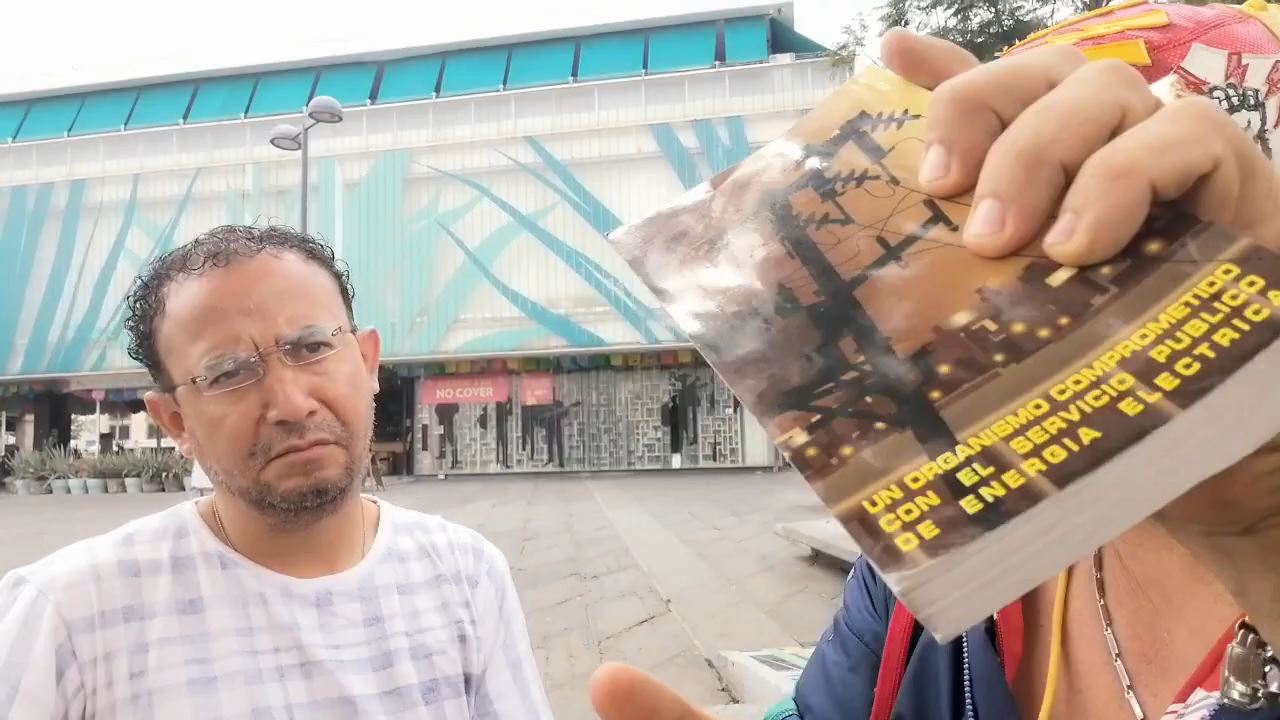 NO COVER
UN ORGANISMO COMPROMETIDO
CON EL SERVICIO PUBLICO
DE ENERGIA ELECTRICA